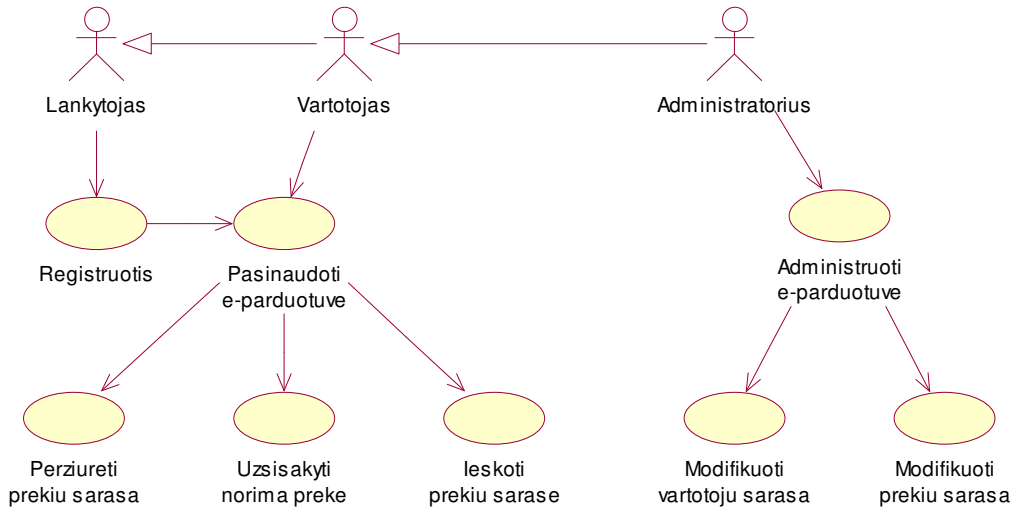 Lankytojas
Vartotojas
Administratorius
Registruotis
Pasinaudoti
e-parduotuve
Administruoti
e-parduotuve
Perziureti
prekiu sarasa
Uzsisakyti
norima preke
Ieskoti
prekiu sarase
Modifikuoti
vartotoju sarasa
Modifikuoti
prekiu sarasa